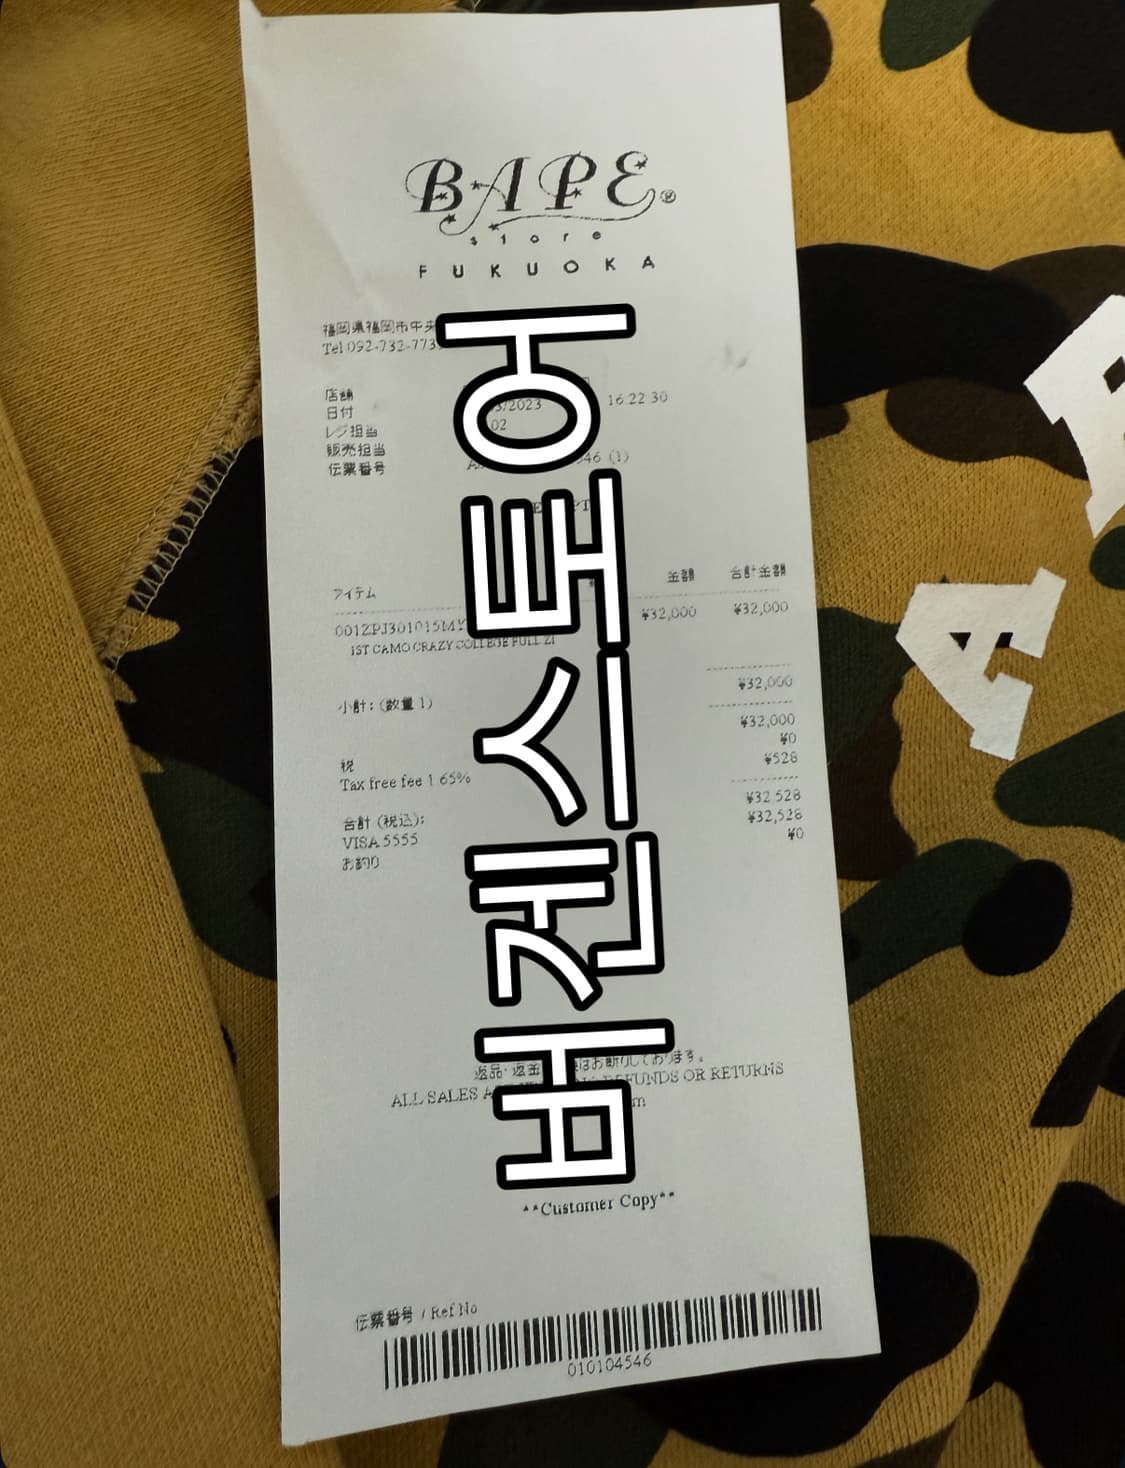 BAPE®
store
FUKUOKA
福岡県福岡市中央
Tel 092-732-773
店舗
日付 /2023 16:22:30
レジ担当 02
販売担当
伝票番号 546 (1)
アイテム 金額 合計金額
¥32,000 ¥32,000
1ST CAMO CRAZY COLLEGE FULL ZI
小計: (数量 1) ¥32,000
¥32,000
税 ¥0
Tax free fee 1.65% ¥528
合計 (税込): ¥32,528
VISA 5555 ¥32,528
お釣り ¥0
返品・返金 はお断りしております。
ALL SALES REFUNDS OR RETURNS
**Customer Copy**
伝票番号 / Ref No
010104546
버켄스토어
A